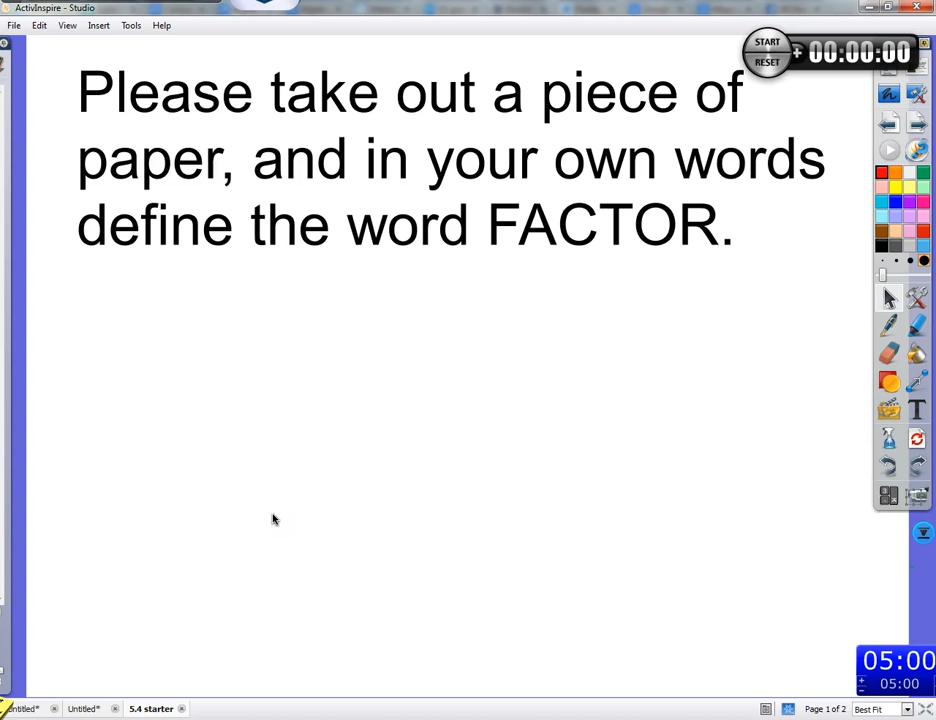 ActivInspire - Studio
File Edit View Insert Tools Help
START
RESET
+ 00:00:00
Please take out a piece of
paper, and in your own words
define the word FACTOR.
05:00
05:00
ntitled* Untitled* 5.4 starter
Page 1 of 2 Best Fit